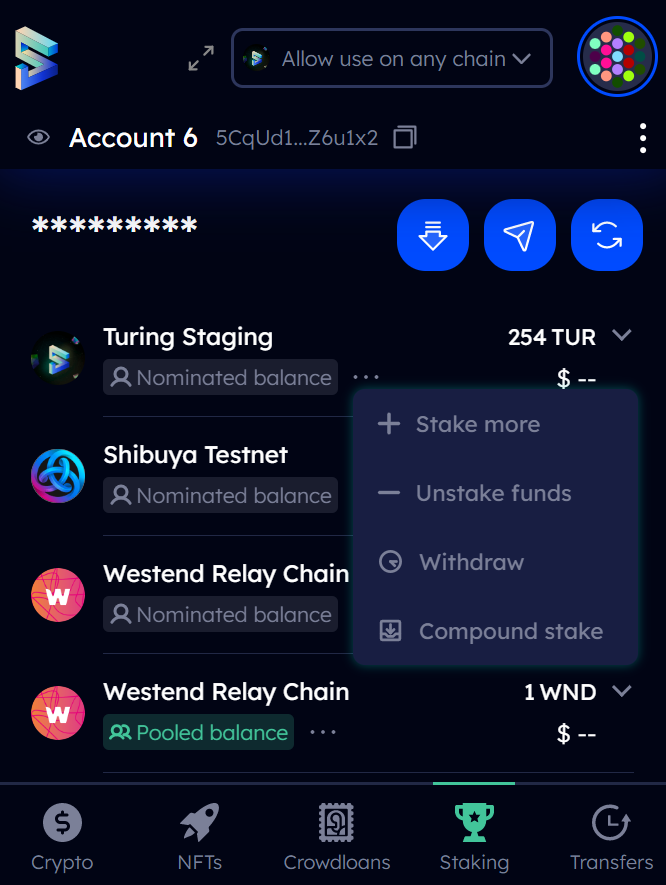 Allow use on any chain
Account 6 5CqUd1...Z6u1x2
*********
Turing Staging 254 TUR
Nominated balance ... $ --
Stake more
Shibuya Testnet
Unstake funds
Nominated balance
Withdraw
Westend Relay Chain
Nominated balance
Compound stake
Westend Relay Chain 1 WND
Pooled balance ... $ --
Crypto NFTs Crowdloans Staking Transfers